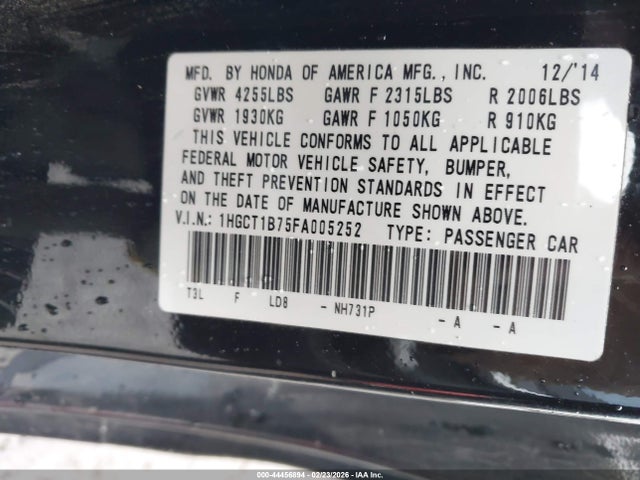 MFD. BY HONDA OF AMERICA MFG., INC. 12/'14
GVWR 4255LBS GAWR F 2315LBS R 2006LBS
GVWR 1930KG GAWR F 1050KG R 910KG
THIS VEHICLE CONFORMS TO ALL APPLICABLE
FEDERAL MOTOR VEHICLE SAFETY, BUMPER,
AND THEFT PREVENTION STANDARDS IN EFFECT
ON THE DATE OF MANUFACTURE SHOWN ABOVE.
V.I.N.: 1HGCT1B75FA005252 TYPE: PASSENGER CAR
T3L F LD8 - NH731P - A - A
000-44456894 - 02/23/2026 - IAA Inc.